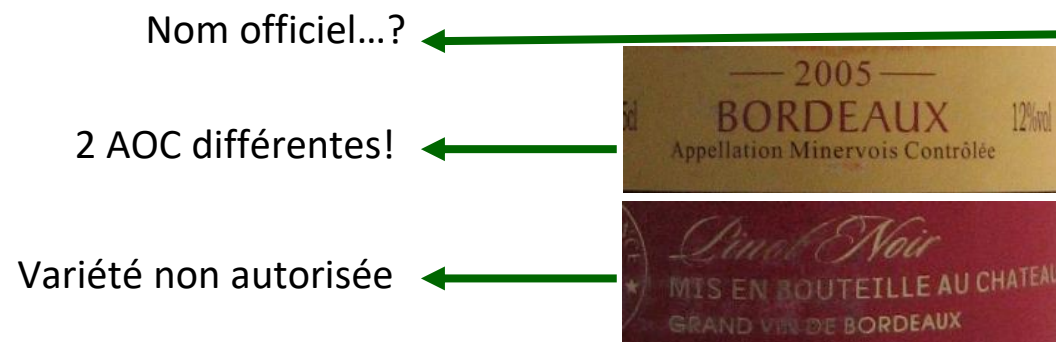 Nom officiel...?
2005
5cl BORDEAUX 12%vol
Appellation Minervois Contrôlée
2 AOC différentes!
Pinot Noir
MIS EN BOUTEILLE AU CHATEAU
GRAND VIN DE BORDEAUX
Variété non autorisée